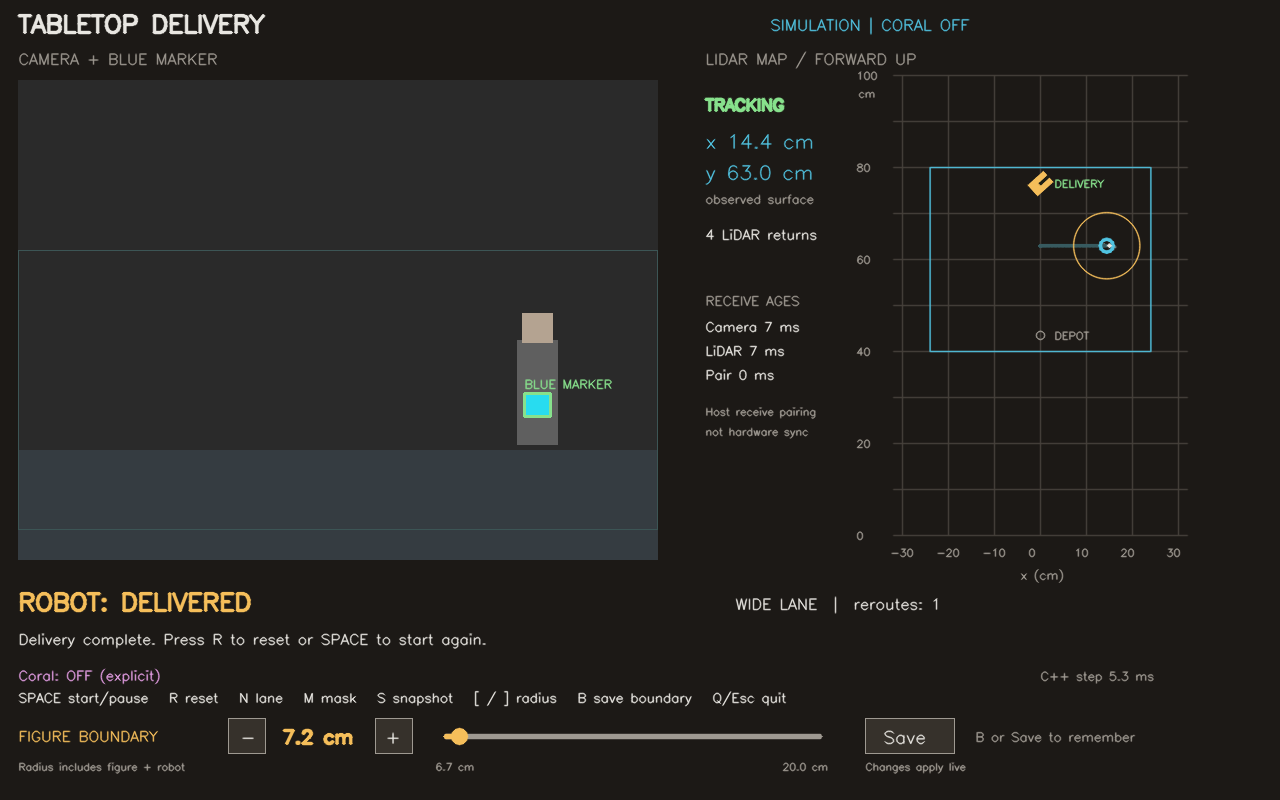 TABLETOP DELIVERY
SIMULATION | CORAL OFF
CAMERA + BLUE MARKER
LIDAR MAP / FORWARD UP
BLUE MARKER
TRACKING
x 14.4 cm
y 63.0 cm
observed surface
4 LiDAR returns
RECEIVE AGES
Camera 7 ms
LiDAR 7 ms
Pair 0 ms
Host receive pairing
not hardware sync
100
cm
80
60
40
20
0
DELIVERY
DEPOT
-30 -20 -10 0 10 20 30
x (cm)
ROBOT: DELIVERED
WIDE LANE | reroutes: 1
Delivery complete. Press R to reset or SPACE to start again.
Coral: OFF (explicit)
C++ step 5.3 ms
SPACE start/pause R reset N lane M mask S snapshot [ / ] radius B save boundary Q/Esc quit
FIGURE BOUNDARY - 7.2 cm + Save B or Save to remember
Radius includes figure + robot 6.7 cm 20.0 cm Changes apply live